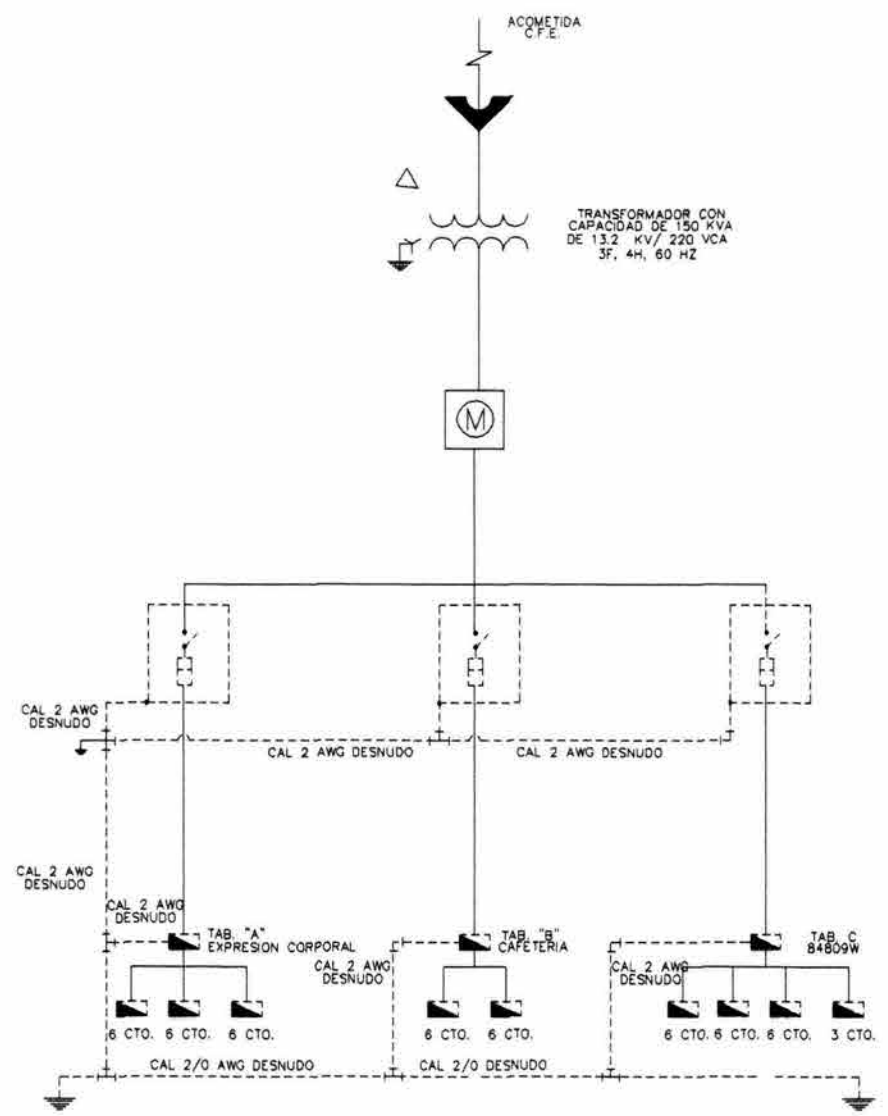 ACOMETIDA
C.F.E.
TRANSFORMADOR CON
CAPACIDAD DE 150 KVA
DE 13.2 KV/ 220 VCA
3F, 4H, 60 HZ
M
CAL 2 AWG
DESNUDO
CAL 2 AWG DESNUDO
CAL 2 AWG DESNUDO
CAL 2 AWG
DESNUDO
CAL 2 AWG
DESNUDO
TAB. "A"
EXPRESION CORPORAL
TAB. "B"
CAFETERIA
TAB C
84809W
CAL 2 AWG
DESNUDO
CAL 2 AWG
DESNUDO
6 CTO. 6 CTO. 6 CTO.
6 CTO. 6 CTO.
6 CTO. 6 CTO. 6 CTO. 3 CTO.
CAL 2/0 AWG DESNUDO
CAL 2/0 DESNUDO